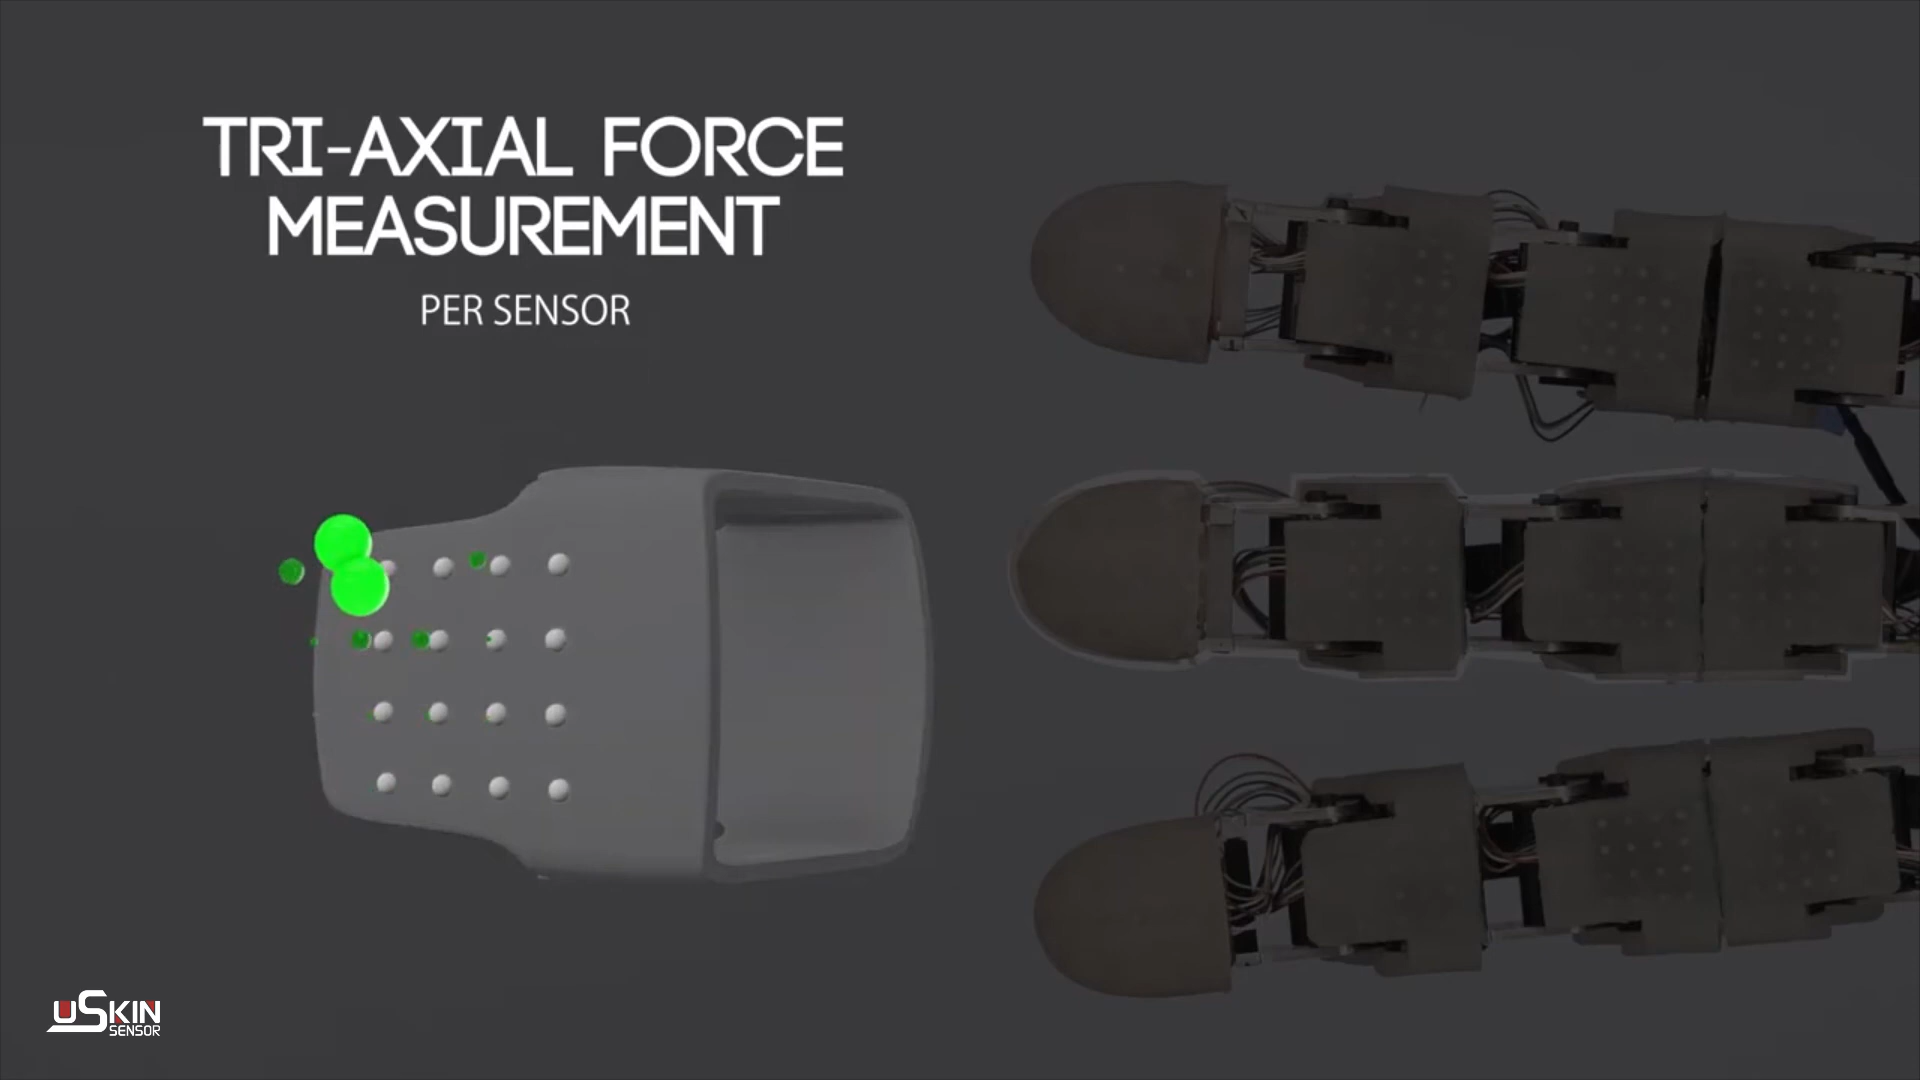 TRI-AXIAL FORCE
MEASUREMENT
PER SENSOR
uSKIN
SENSOR